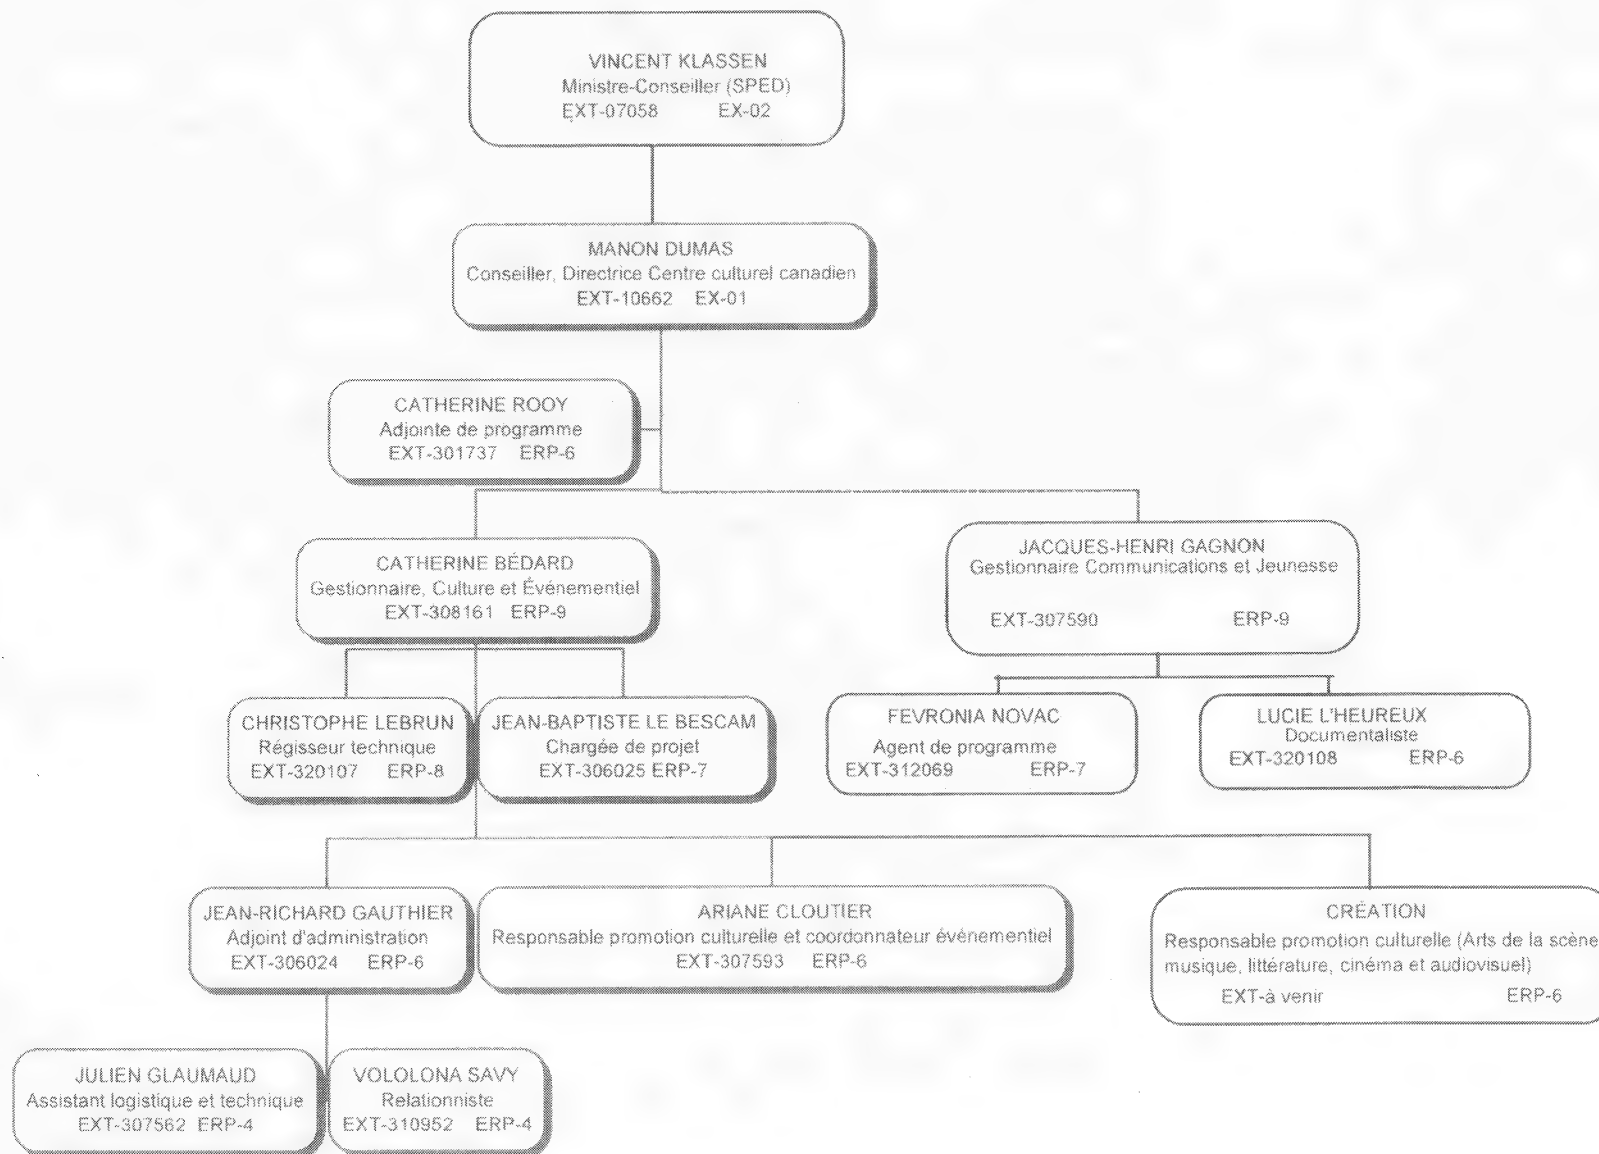 VINCENT KLASSEN
Ministre-Conseiller (SPED)
EXT-07058 EX-02
MANON DUMAS
Conseiller, Directrice Centre culturel canadien
EXT-10662 EX-01
CATHERINE ROOY
Adjointe de programme
EXT-301737 ERP-6
CATHERINE BÉDARD
Gestionnaire, Culture et Événementiel
EXT-308161 ERP-9
JACQUES-HENRI GAGNON
Gestionnaire Communications et Jeunesse
EXT-307590 ERP-9
CHRISTOPHE LEBRUN
Régisseur technique
EXT-320107 ERP-8
JEAN-BAPTISTE LE BESCAM
Chargée de projet
EXT-306025 ERP-7
FEVRONIA NOVAC
Agent de programme
EXT-312069 ERP-7
LUCIE L'HEUREUX
Documentaliste
EXT-320108 ERP-6
JEAN-RICHARD GAUTHIER
Adjoint d'administration
EXT-306024 ERP-6
ARIANE CLOUTIER
Responsable promotion culturelle et coordonnateur événementiel
EXT-307593 ERP-6
CRÉATION
Responsable promotion culturelle (Arts de la scène
musique, littérature, cinéma et audiovisuel)
EXT-à venir ERP-6
JULIEN GLAUMAUD
Assistant logistique et technique
EXT-307562 ERP-4
VOLOLONA SAVY
Relationniste
EXT-310952 ERP-4